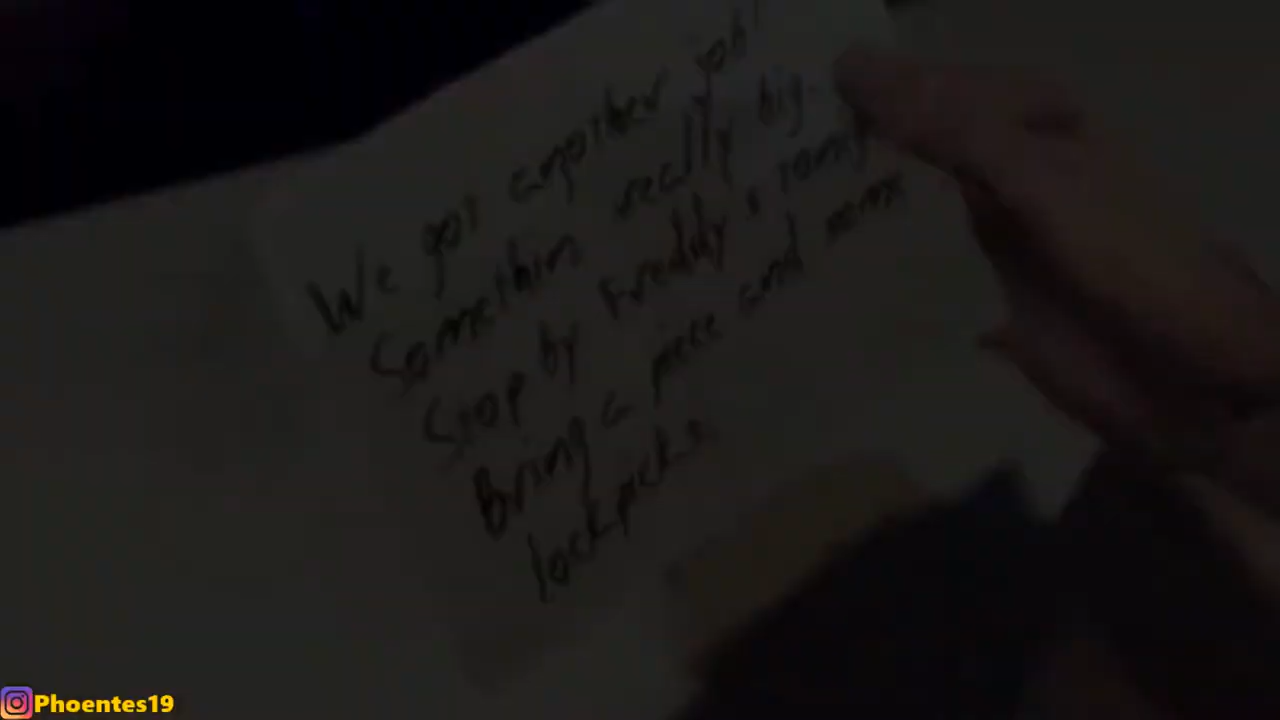 We got another job!
Somethin really big.
Stop by Freddy's
Bring a piece and some
lockpicks.
Phoentes19